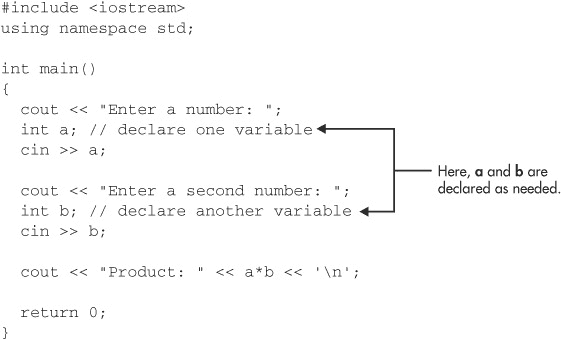 #include <iostream>
using namespace std;
int main()
{
cout << "Enter a number: ";
int a; // declare one variable
cin >> a;
cout << "Enter a second number: ";
int b; // declare another variable
cin >> b;
cout << "Product: " << a*b << '\n';
return 0;
}
Here, a and b are
declared as needed.